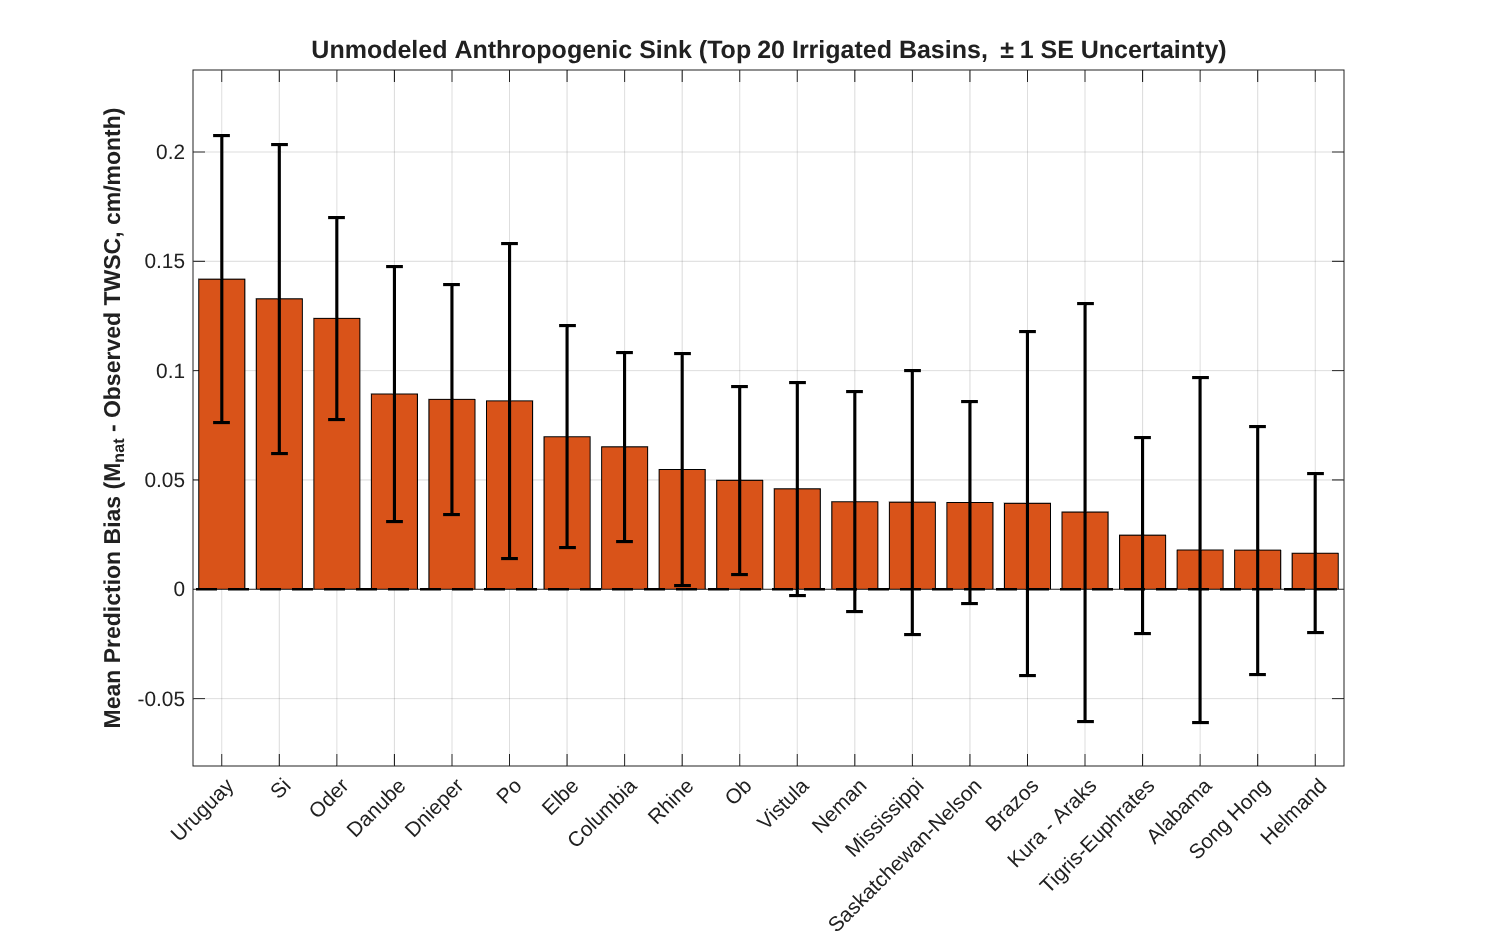 Unmodeled Anthropogenic Sink (Top 20 Irrigated Basins, ± 1 SE Uncertainty)
Mean Prediction Bias (Mnat - Observed TWSC, cm/month)
0.2
0.15
0.1
0.05
0
-0.05
Uruguay
Si
Oder
Danube
Dnieper
Po
Elbe
Columbia
Rhine
Ob
Vistula
Neman
Mississippi
Saskatchewan-Nelson
Brazos
Kura - Araks
Tigris-Euphrates
Alabama
Song Hong
Helmand